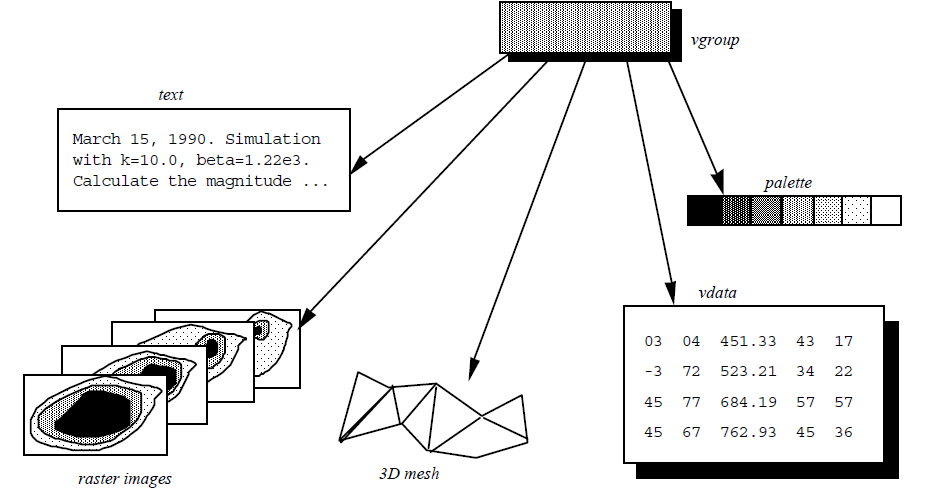 vgroup
text
March 15, 1990. Simulation
with k=10.0, beta=1.22e3.
Calculate the magnitude ...
palette
vdata
03 04 451.33 43 17
-3 72 523.21 34 22
45 77 684.19 57 57
45 67 762.93 45 36
raster images
3D mesh